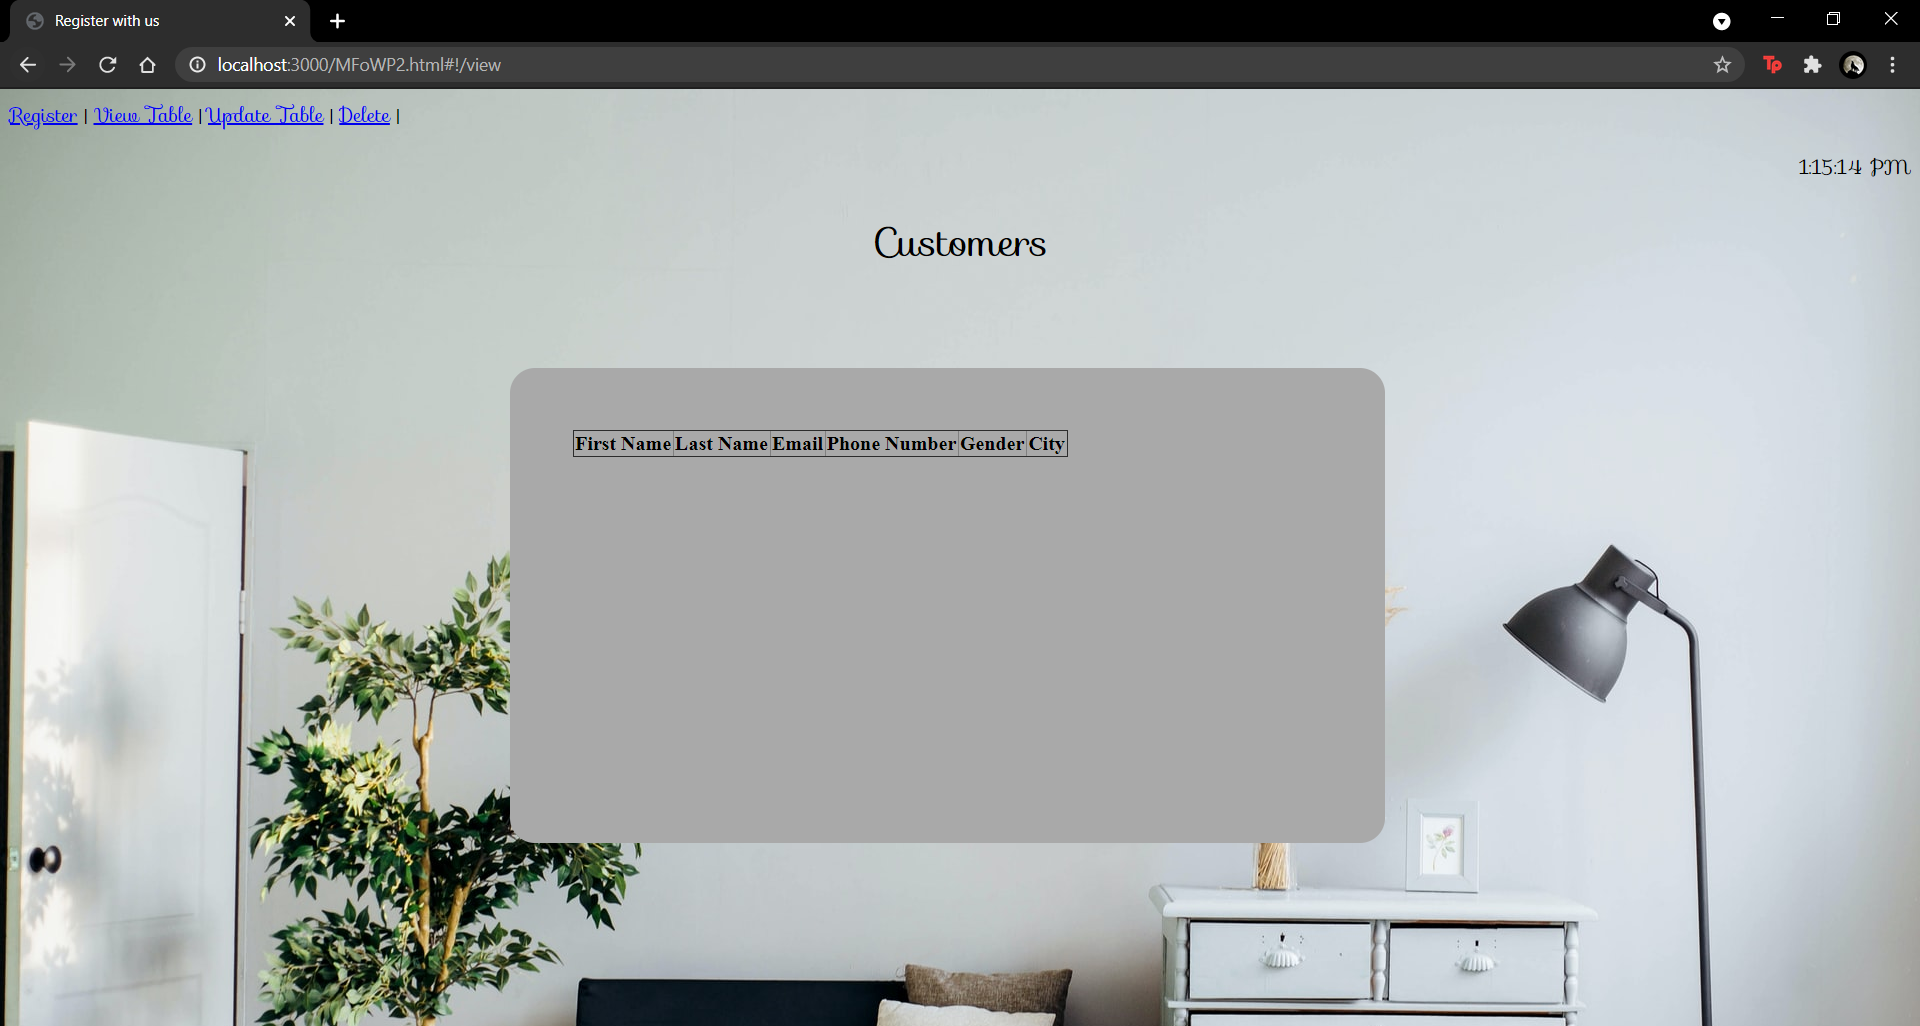 Register with us
localhost:3000/MFoWP2.html#!/view
Tp
Register | View Table | Update Table | Delete |
1:15:14 PM
Customers
First Name Last Name Email Phone Number Gender City